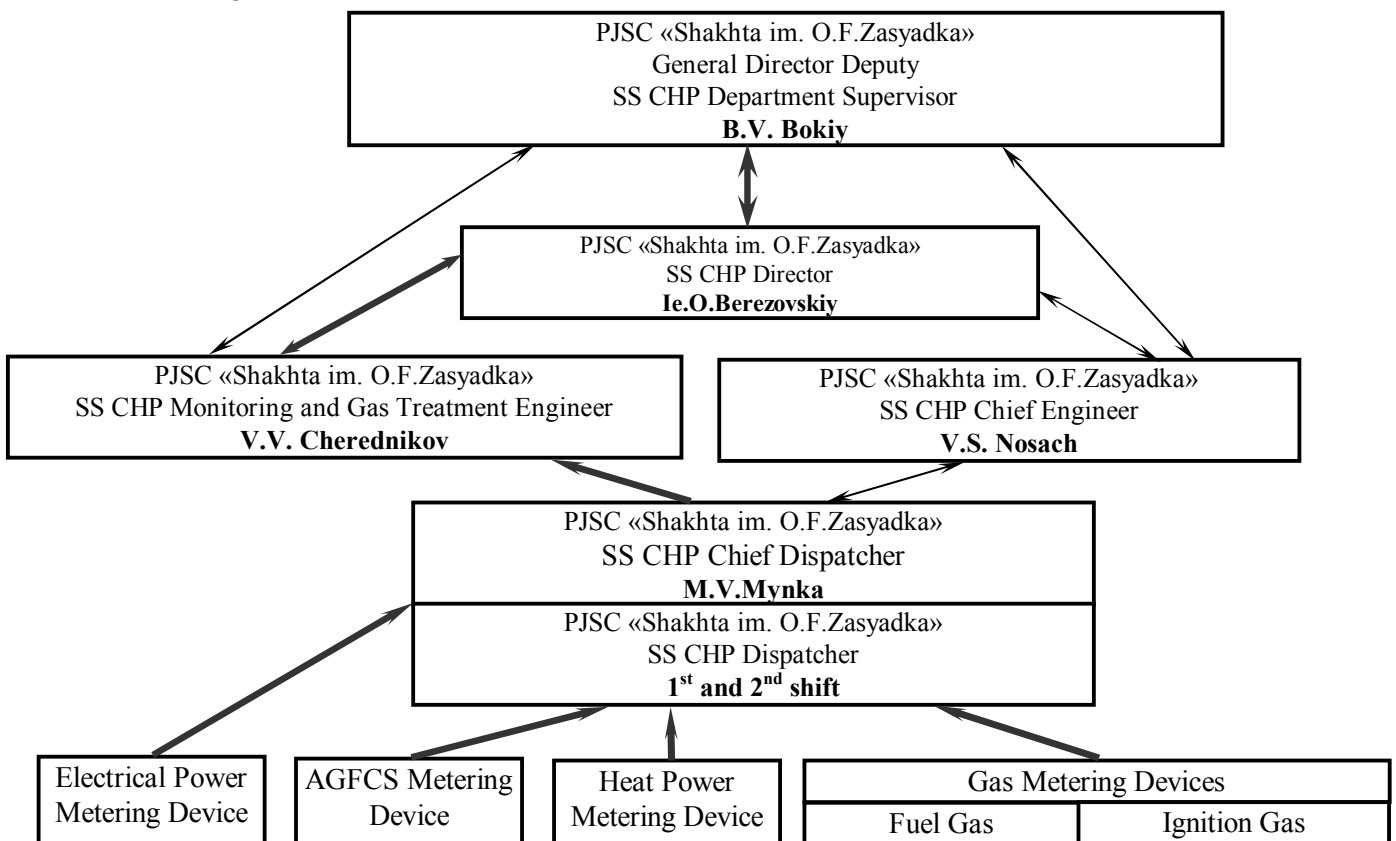 PJSC «Shakhta im. O.F.Zasyadka»
General Director Deputy
SS CHP Department Supervisor
B.V. Bokiy
PJSC «Shakhta im. O.F.Zasyadka»
SS CHP Director
Ie.O.Berezovskiy
PJSC «Shakhta im. O.F.Zasyadka»
SS CHP Monitoring and Gas Treatment Engineer
V.V. Cherednikov
PJSC «Shakhta im. O.F.Zasyadka»
SS CHP Chief Engineer
V.S. Nosach
PJSC «Shakhta im. O.F.Zasyadka»
SS CHP Chief Dispatcher
M.V.Mynka
PJSC «Shakhta im. O.F.Zasyadka»
SS CHP Dispatcher
1st and 2nd shift
Electrical Power
Metering Device
AGFCS Metering
Device
Heat Power
Metering Device
Gas Metering Devices
Fuel Gas
Ignition Gas